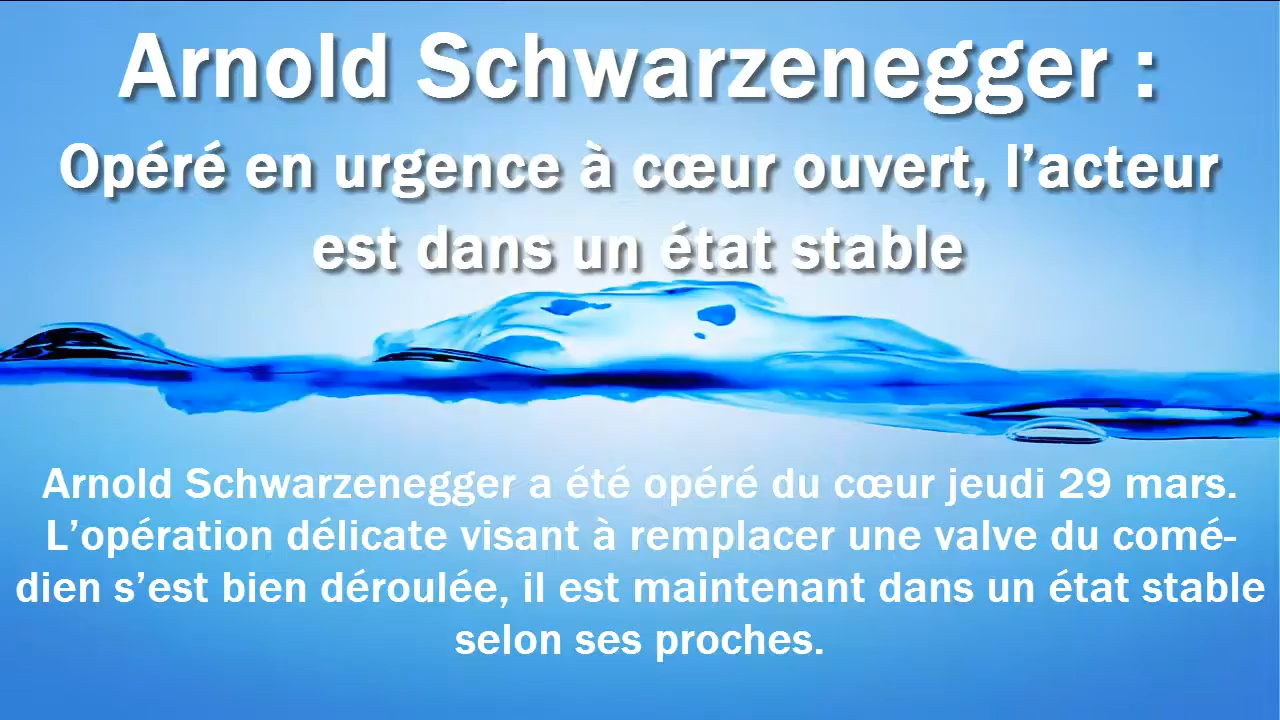 Arnold Schwarzenegger :
Opéré en urgence à cœur ouvert, l’acteur
est dans un état stable
Arnold Schwarzenegger a été opéré du cœur jeudi 29 mars.
L’opération délicate visant à remplacer une valve du comé-
dien s’est bien déroulée, il est maintenant dans un état stable
selon ses proches.